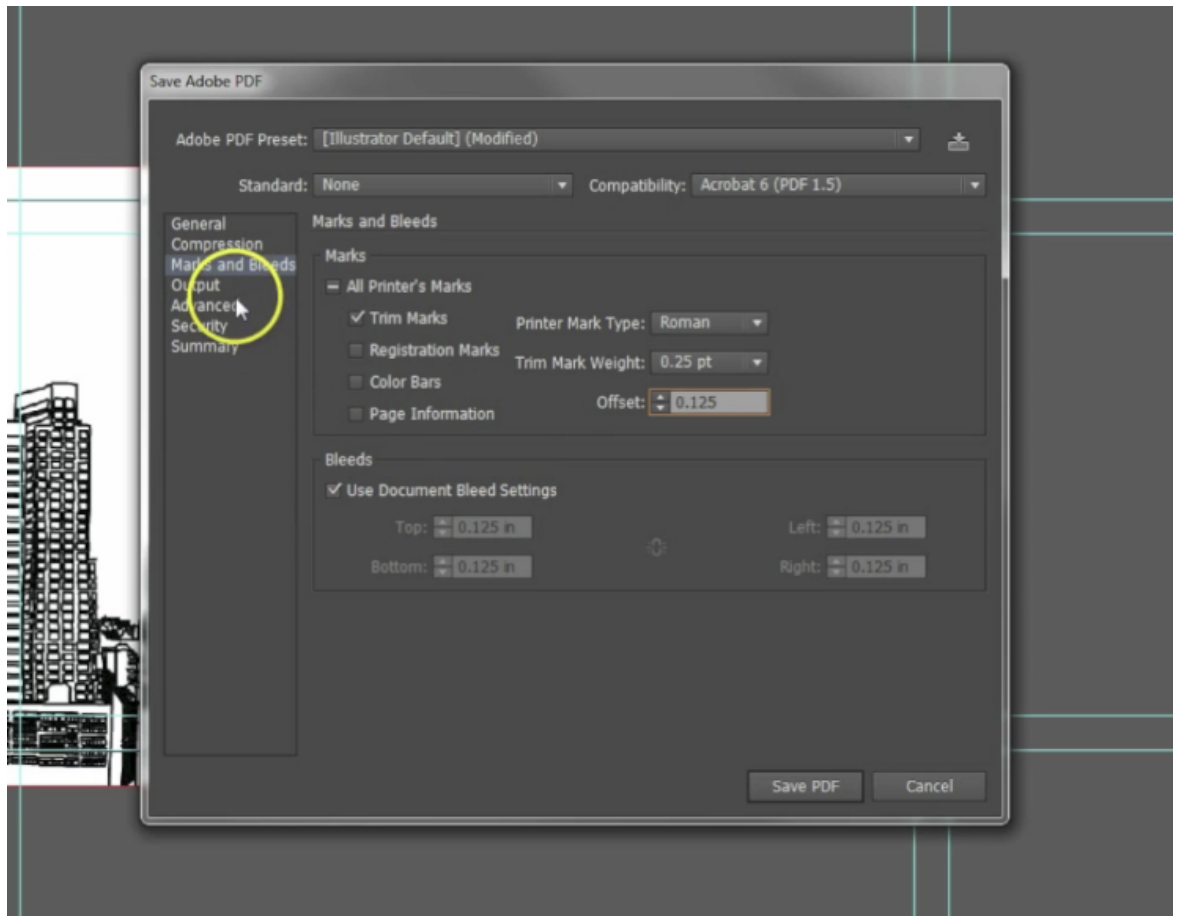 Save Adobe PDF
Adobe PDF Preset: [Illustrator Default] (Modified)
Standard: None Compatibility: Acrobat 6 (PDF 1.5)
General
Compression
Marks and Bleeds
Output
Advanced
Security
Summary
Marks and Bleeds
Marks
All Printer's Marks
Trim Marks
Registration Marks
Color Bars
Page Information
Printer Mark Type: Roman
Trim Mark Weight: 0.25 pt
Offset: 0.125
Bleeds
Use Document Bleed Settings
Top: 0.125 in Left: 0.125 in
Bottom: 0.125 in Right: 0.125 in
Save PDF Cancel